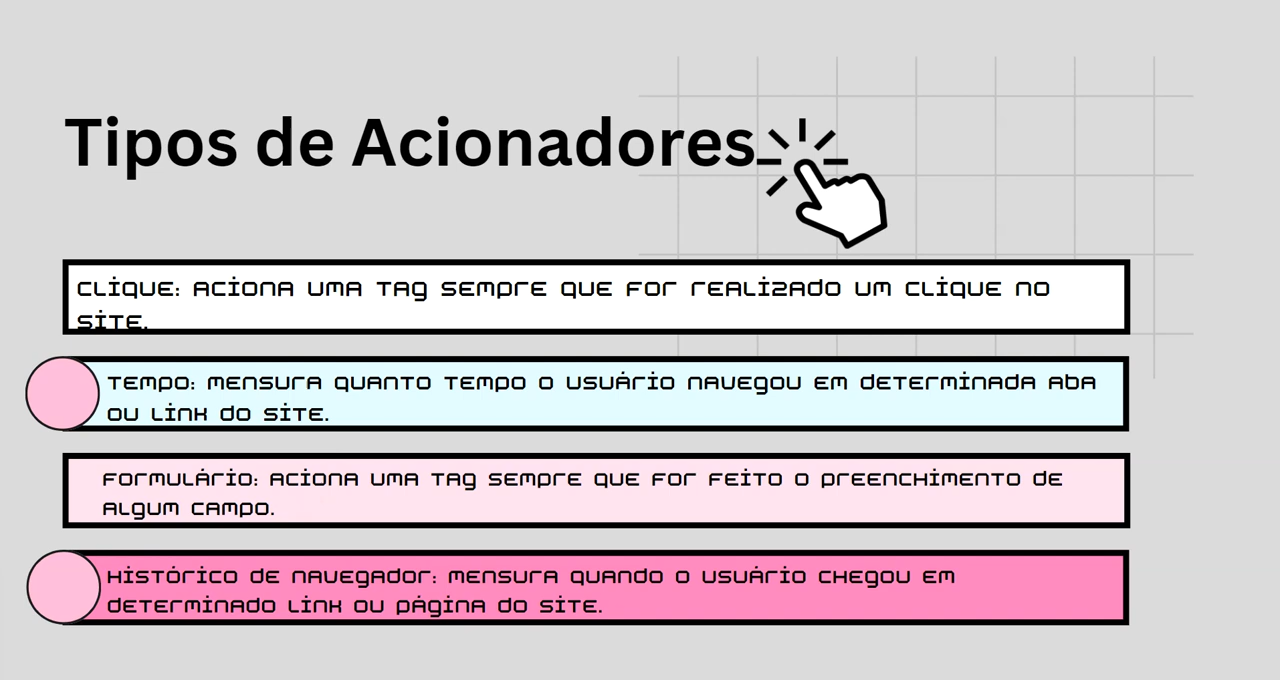 Tipos de Acionadores
Clique: aciona uma tag sempre que for realizado um clique no
site.
Tempo: mensura quanto tempo o usuário navegou em determinada aba
ou link do site.
Formulário: aciona uma tag sempre que for feito o preenchimento de
algum campo.
Histórico de navegador: mensura quando o usuário chegou em
determinado link ou página do site.